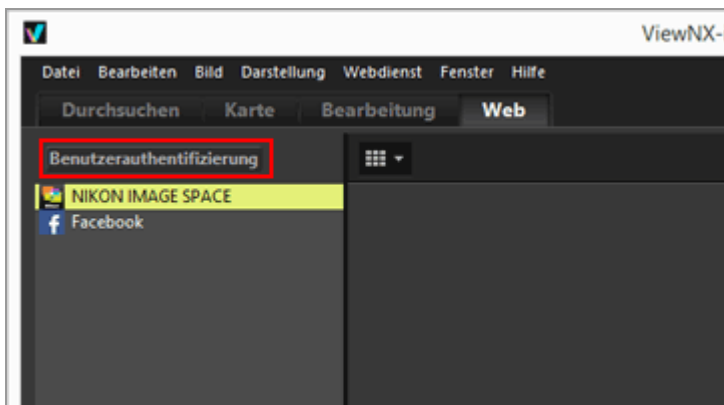 ViewNX-
Datei Bearbeiten Bild Darstellung Webdienst Fenster Hilfe
Durchsuchen Karte Bearbeitung Web
Benutzerauthentifizierung
NIKON IMAGE SPACE
Facebook